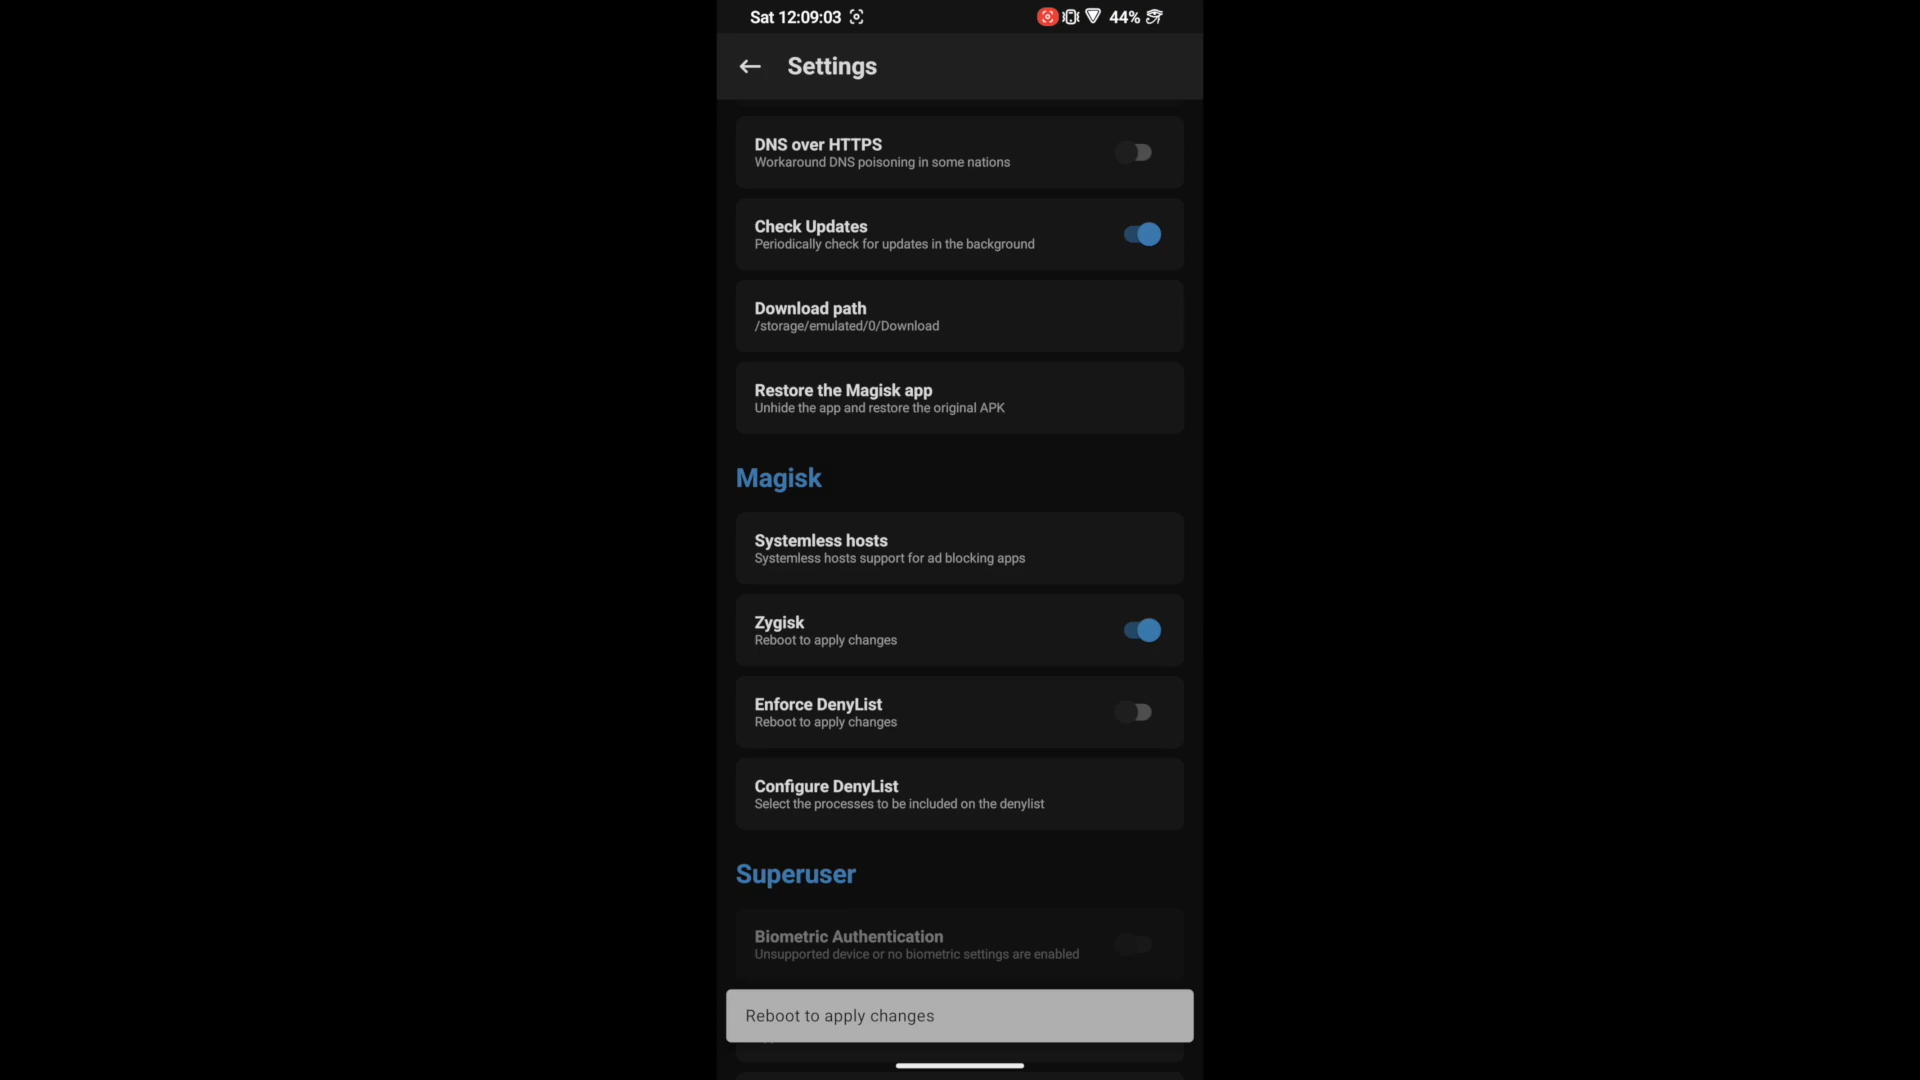 Sat 12:09:03
44%
Settings
DNS over HTTPS
Workaround DNS poisoning in some nations
Check Updates
Periodically check for updates in the background
Download path
/storage/emulated/0/Download
Restore the Magisk app
Unhide the app and restore the original APK
Magisk
Systemless hosts
Systemless hosts support for ad blocking apps
Zygisk
Reboot to apply changes
Enforce DenyList
Reboot to apply changes
Configure DenyList
Select the processes to be included on the denylist
Superuser
Biometric Authentication
Unsupported device or no biometric settings are enabled
Reboot to apply changes